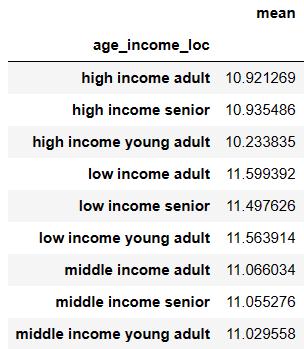 mean
age_income_loc
high income adult 10.921269
high income senior 10.935486
high income young adult 10.233835
low income adult 11.599392
low income senior 11.497626
low income young adult 11.563914
middle income adult 11.066034
middle income senior 11.055276
middle income young adult 11.029558